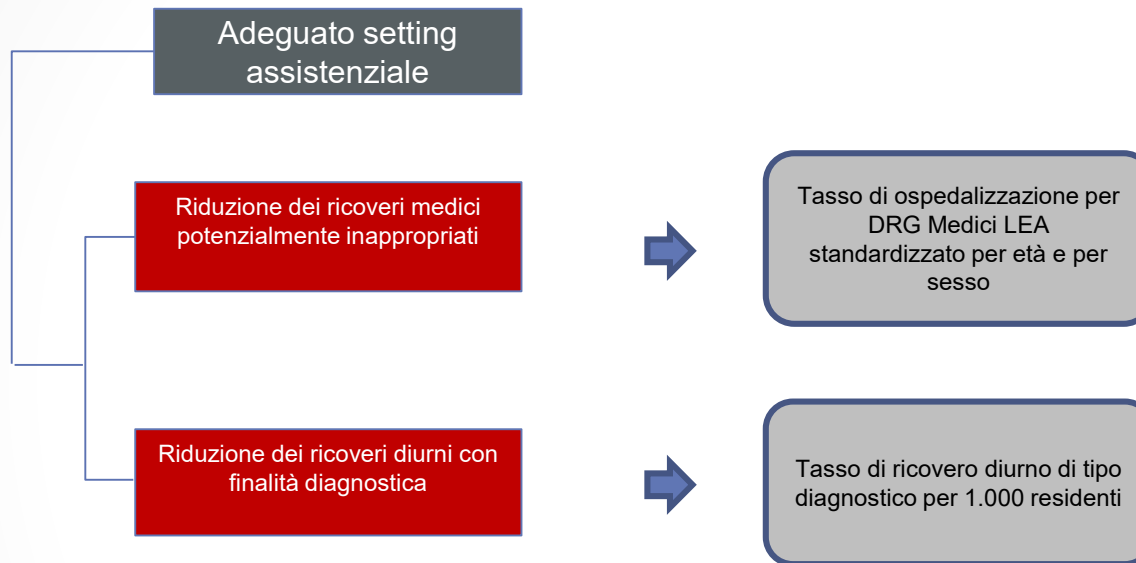 Adeguato setting
assistenziale
Riduzione dei ricoveri medici
potenzialmente inappropriati
Tasso di ospedalizzazione per
DRG Medici LEA
standardizzato per età e per
sesso
Riduzione dei ricoveri diurni con
finalità diagnostica
Tasso di ricovero diurno di tipo
diagnostico per 1.000 residenti